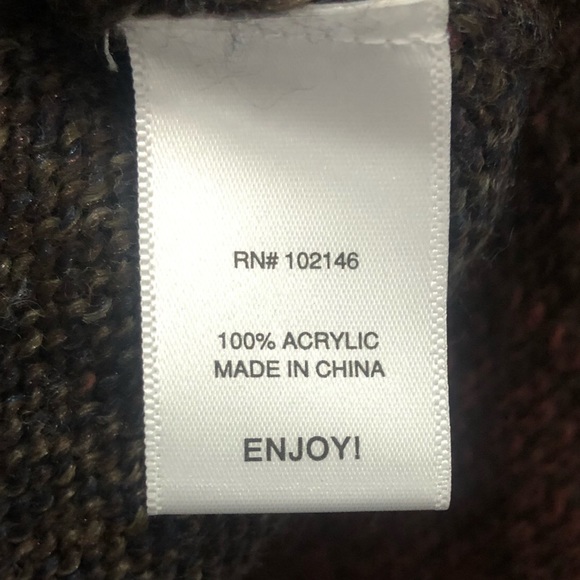 RN# 102146
100% ACRYLIC
MADE IN CHINA
ENJOY!